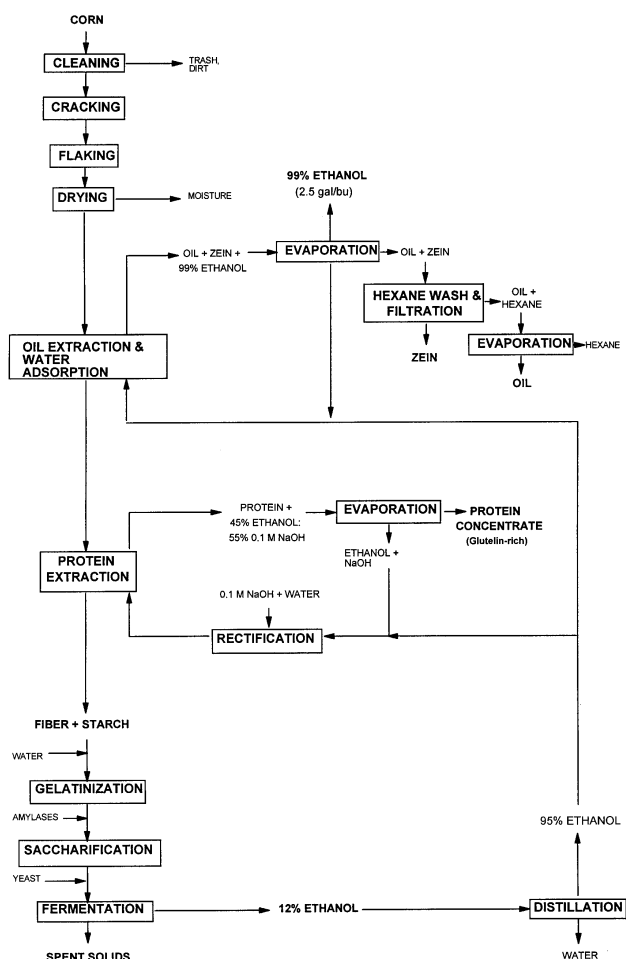 CORN
CLEANING
TRASH,
DIRT
CRACKING
FLAKING
DRYING
MOISTURE
99% ETHANOL
(2.5 gal/bu)
OIL + ZEIN +
99% ETHANOL
EVAPORATION
OIL + ZEIN
HEXANE WASH &
FILTRATION
OIL +
HEXANE
ZEIN
EVAPORATION
HEXANE
OIL
OIL EXTRACTION &
WATER
ADSORPTION
PROTEIN +
45% ETHANOL:
55% 0.1 M NaOH
EVAPORATION
PROTEIN
CONCENTRATE
(Glutelin-rich)
ETHANOL +
NaOH
PROTEIN
EXTRACTION
0.1 M NaOH + WATER
RECTIFICATION
FIBER + STARCH
WATER
GELATINIZATION
AMYLASES
SACCHARIFICATION
YEAST
FERMENTATION
12% ETHANOL
95% ETHANOL
DISTILLATION
SPENT SOLIDS
WATER